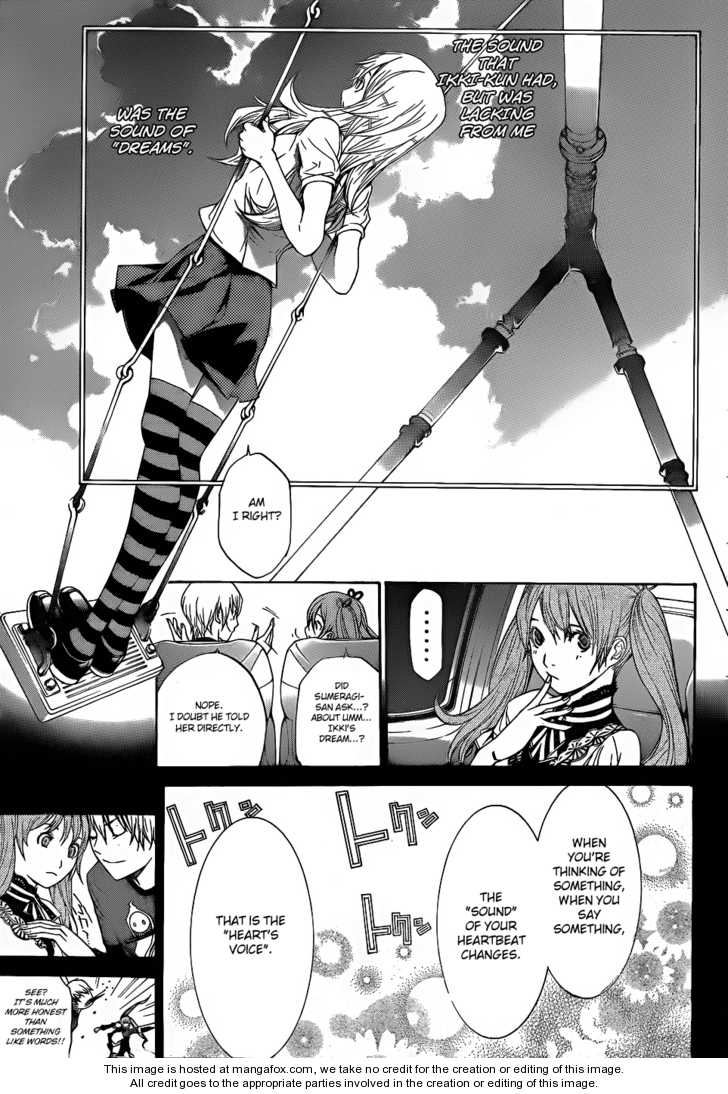 THE SOUND
THAT
IKKI-KUN HAD,
BUT WAS
LACKING
FROM ME
WAS THE
SOUND OF
"DREAMS".
AM
I RIGHT?
......
DID
SUMERAGI-
SAN ASK...?
ABOUT UMM...
IKKI'S
DREAM...?
NOPE.
I DOUBT HE TOLD
HER DIRECTLY.
WHEN
YOU'RE
THINKING OF
SOMETHING,
WHEN YOU
SAY
SOMETHING,
THE
"SOUND"
OF YOUR
HEARTBEAT
CHANGES.
トクン
トクン
トクン
THAT IS THE
"HEART'S
VOICE".
SEE?
IT'S MUCH
MORE HONEST
THAN
SOMETHING
LIKE WORDS!!
This image is hosted at mangafox.com, we take no credit for the creation or editing of this image.
All credit goes to the appropriate parties involved in the creation or editing of this image.